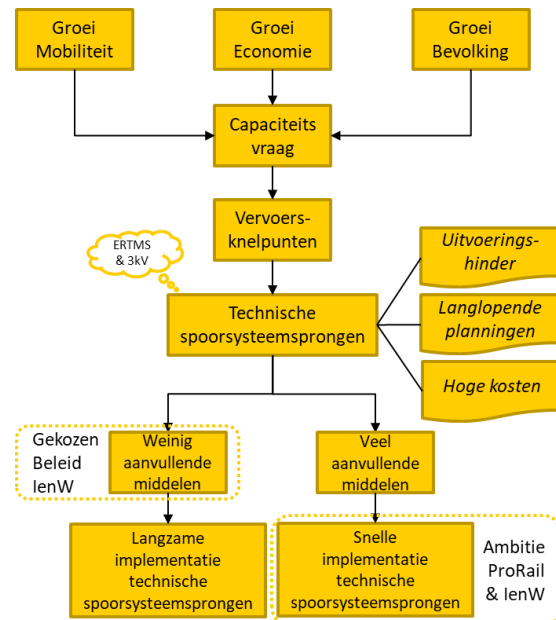 Groei
Mobiliteit
Groei
Economie
Groei
Bevolking
Capaciteits
vraag
Vervoers-
knelpunten
ERTMS
& 3kV
Technische
spoorsysteemsprongen
Uitvoerings-
hinder
Langlopende
planningen
Hoge kosten
Gekozen
Beleid
IenW
Weinig
aanvullende
middelen
Veel
aanvullende
middelen
Langzame
implementatie
technische
spoorsysteemsprongen
Snelle
implementatie
technische
spoorsysteemsprongen
Ambitie
ProRail
& IenW